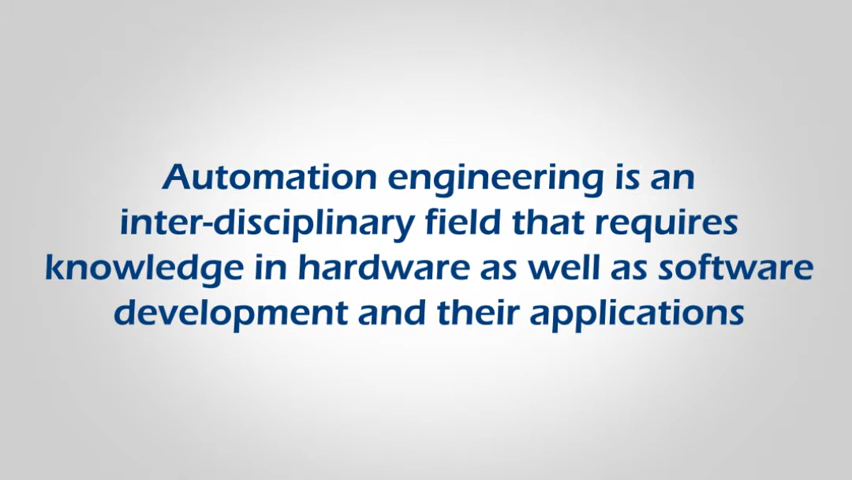 Automation engineering is an
inter-disciplinary field that requires
knowledge in hardware as well as software
development and their applications